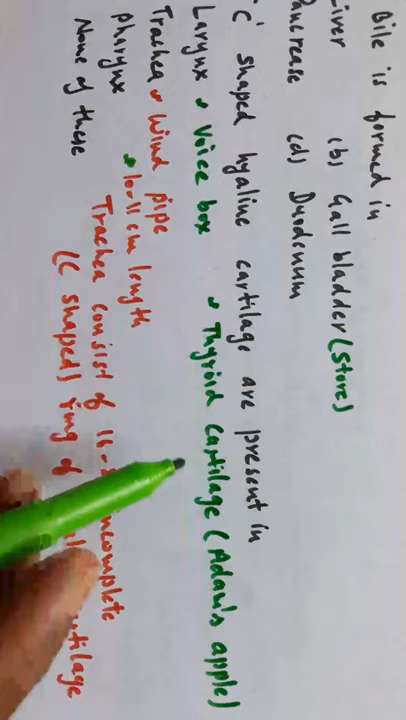 Bile is formed in
Liver (b) Gall bladder (Store)
Pancrease (d) Duodenum
'C' shaped hyaline cartilage are present in
Larynx Voice box Thyroid Cartilage (Adam's apple)
Trachea Wind pipe
Pharynx 10-11 cm length
None of these Trachea consist of 16- incomplete
(C shaped) ring of